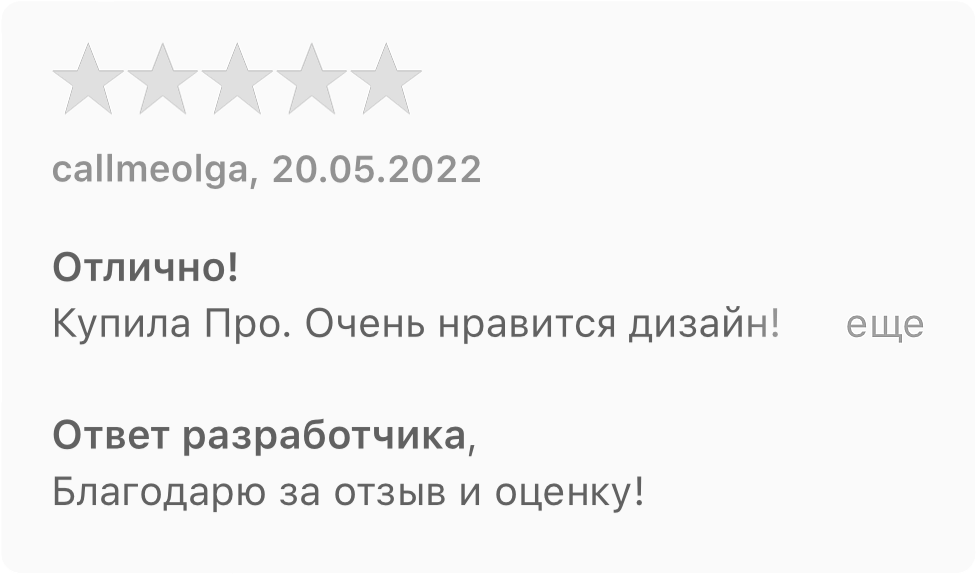 callmeolga, 20.05.2022
Отлично!
Купила Про. Очень нравится дизайн! еще
Ответ разработчика,
Благодарю за отзыв и оценку!